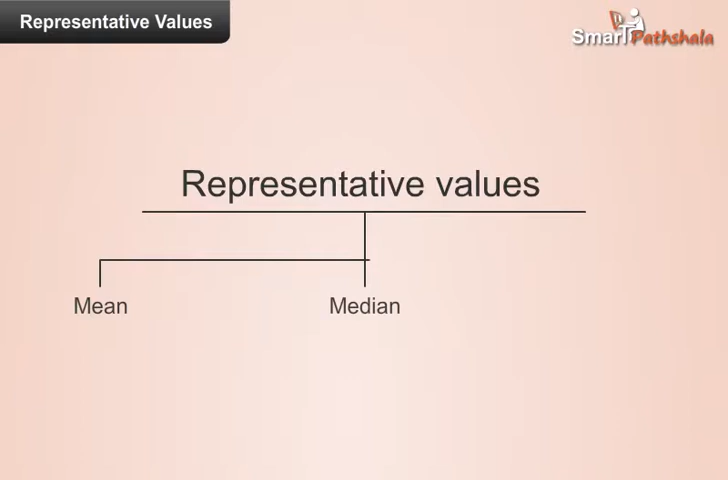 Representative Values
SmarTPathshala
Representative values
Mean
Median